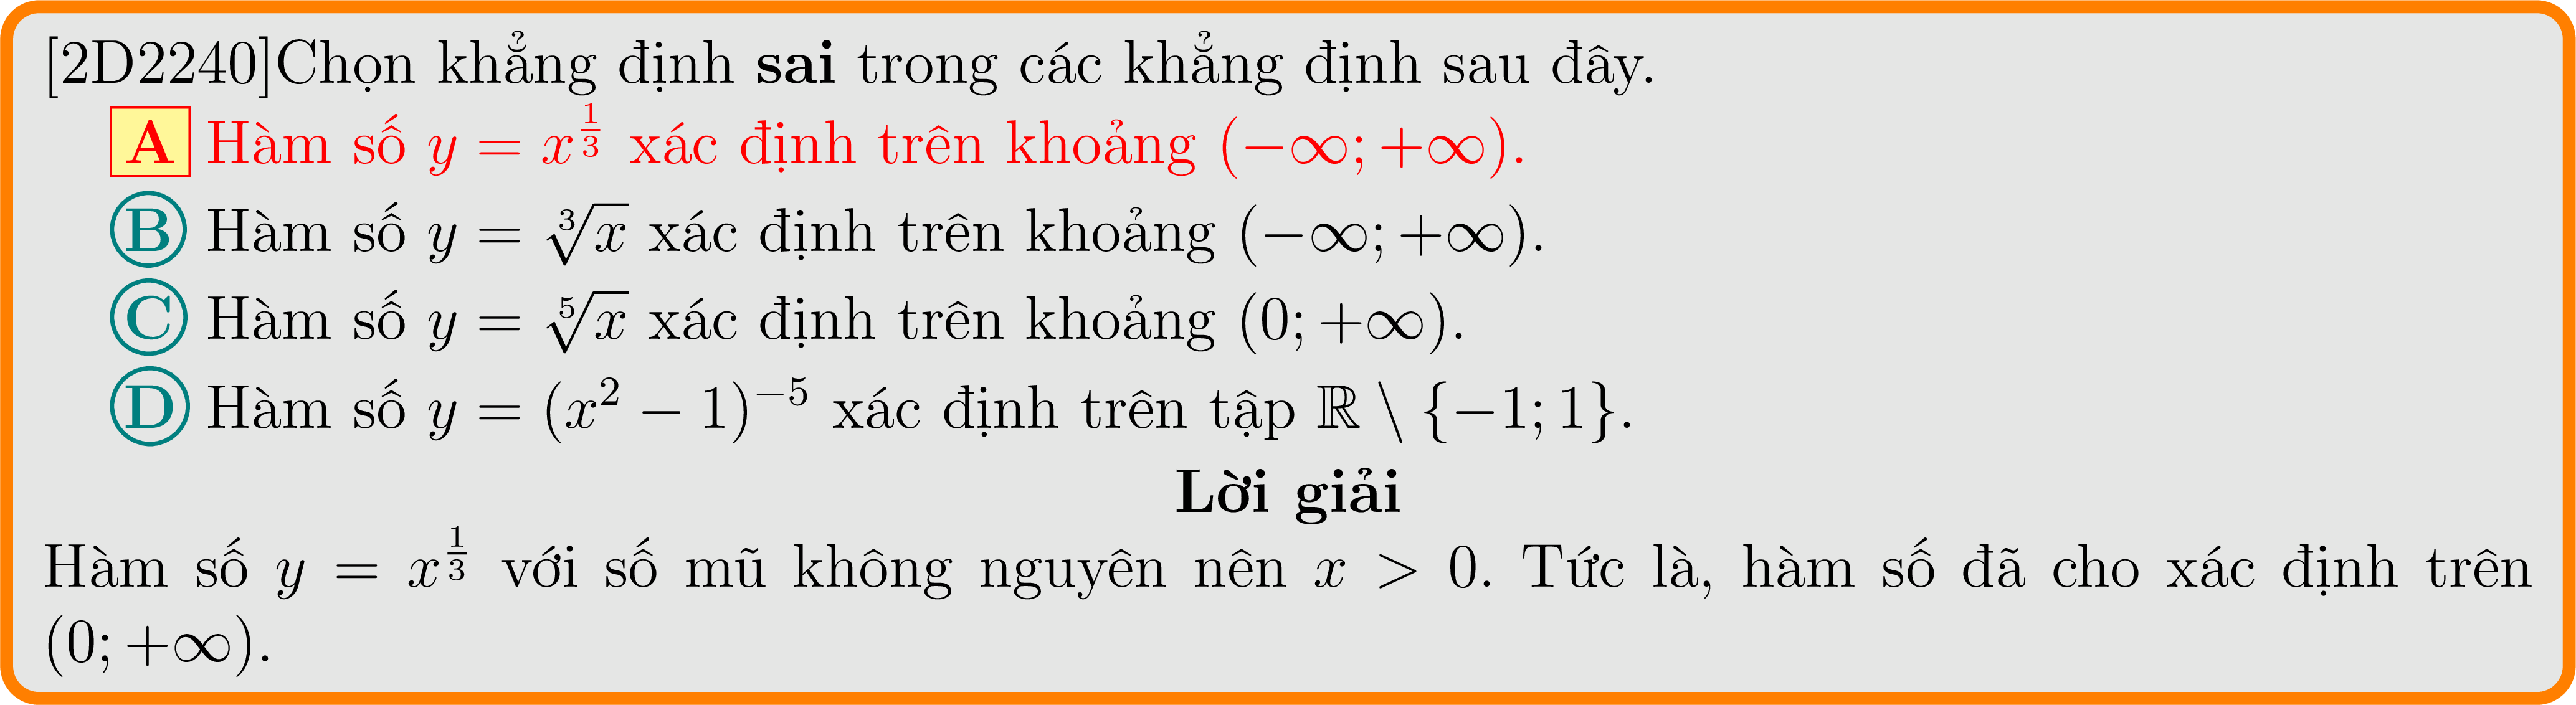 [2D2240]Chọn khẳng định sai trong các khẳng định sau đây.
A Hàm số $y = x^{\frac{1}{3}}$ xác định trên khoảng $(-\infty; +\infty)$.
B Hàm số $y = \sqrt[3]{x}$ xác định trên khoảng $(-\infty; +\infty)$.
C Hàm số $y = \sqrt[5]{x}$ xác định trên khoảng $(0; +\infty)$.
D Hàm số $y = (x^2 - 1)^{-5}$ xác định trên tập $\mathbb{R} \setminus \{-1; 1\}$.
Lời giải
Hàm số $y = x^{\frac{1}{3}}$ với số mũ không nguyên nên $x > 0$. Tức là, hàm số đã cho xác định trên
$(0; +\infty)$.